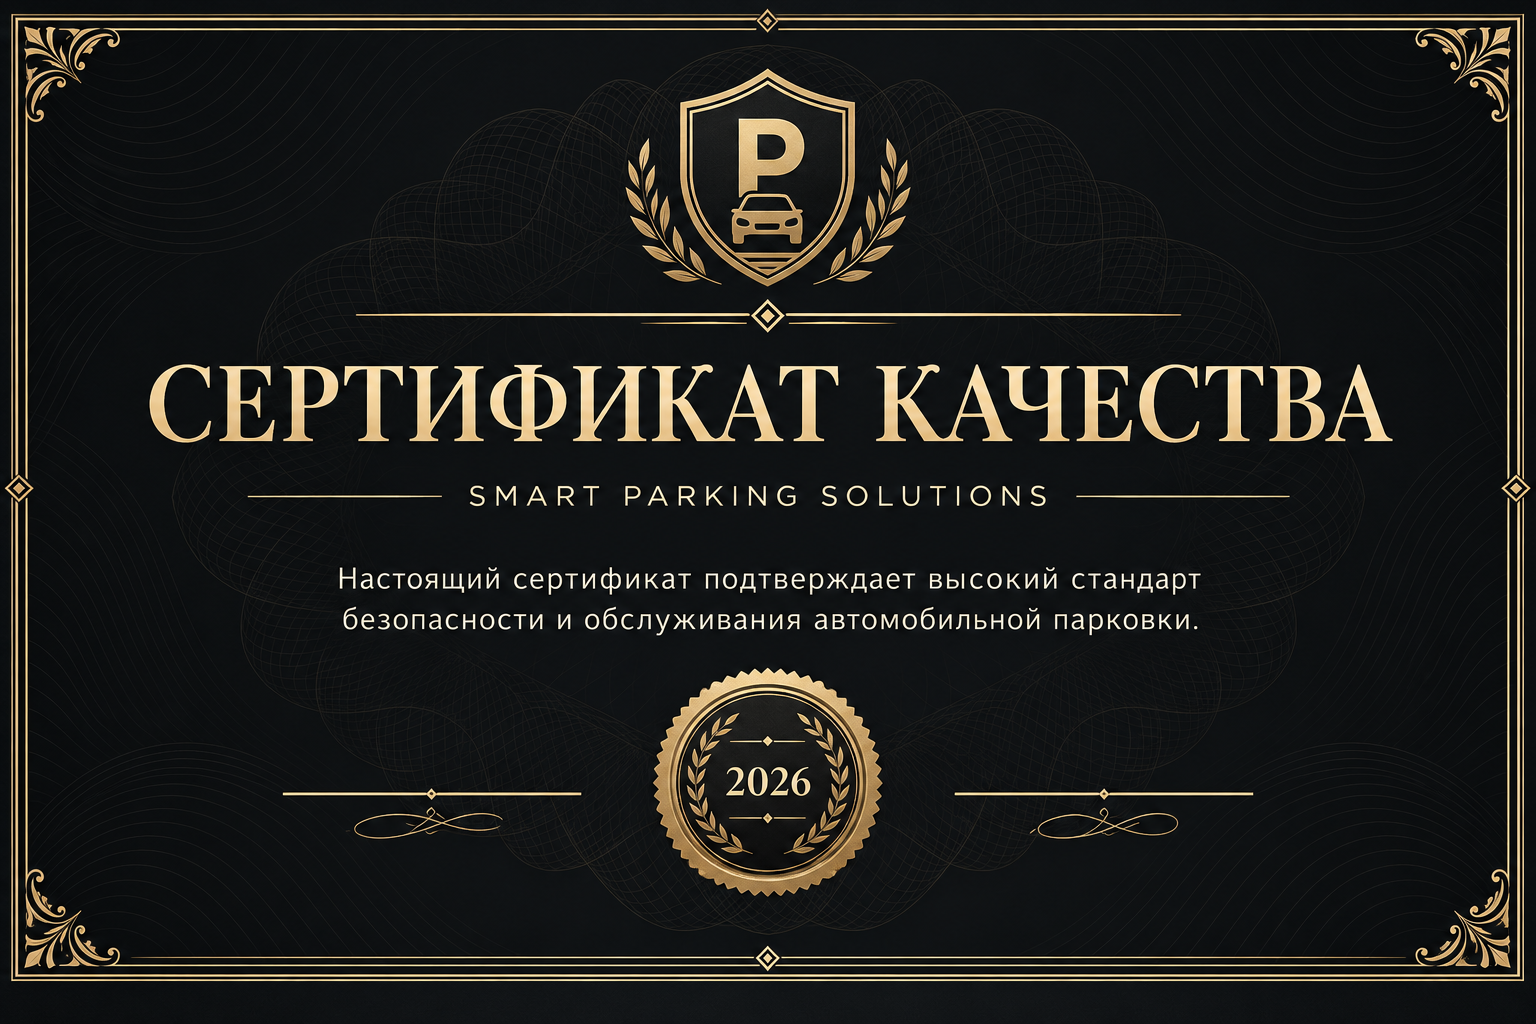 P
СЕРТИФИКАТ КАЧЕСТВА
SMART PARKING SOLUTIONS
Настоящий сертификат подтверждает высокий стандарт
безопасности и обслуживания автомобильной парковки.
2026